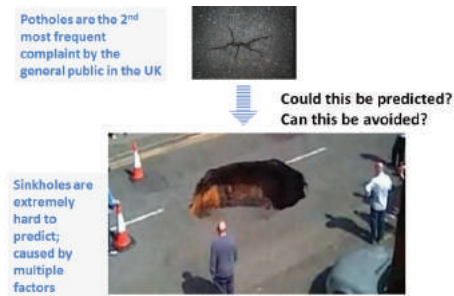 Potholes are the 2nd
most frequent
complaint by the
general public in the UK
Could this be predicted?
Can this be avoided?
Sinkholes are
extremely
hard to
predict;
caused by
multiple
factors